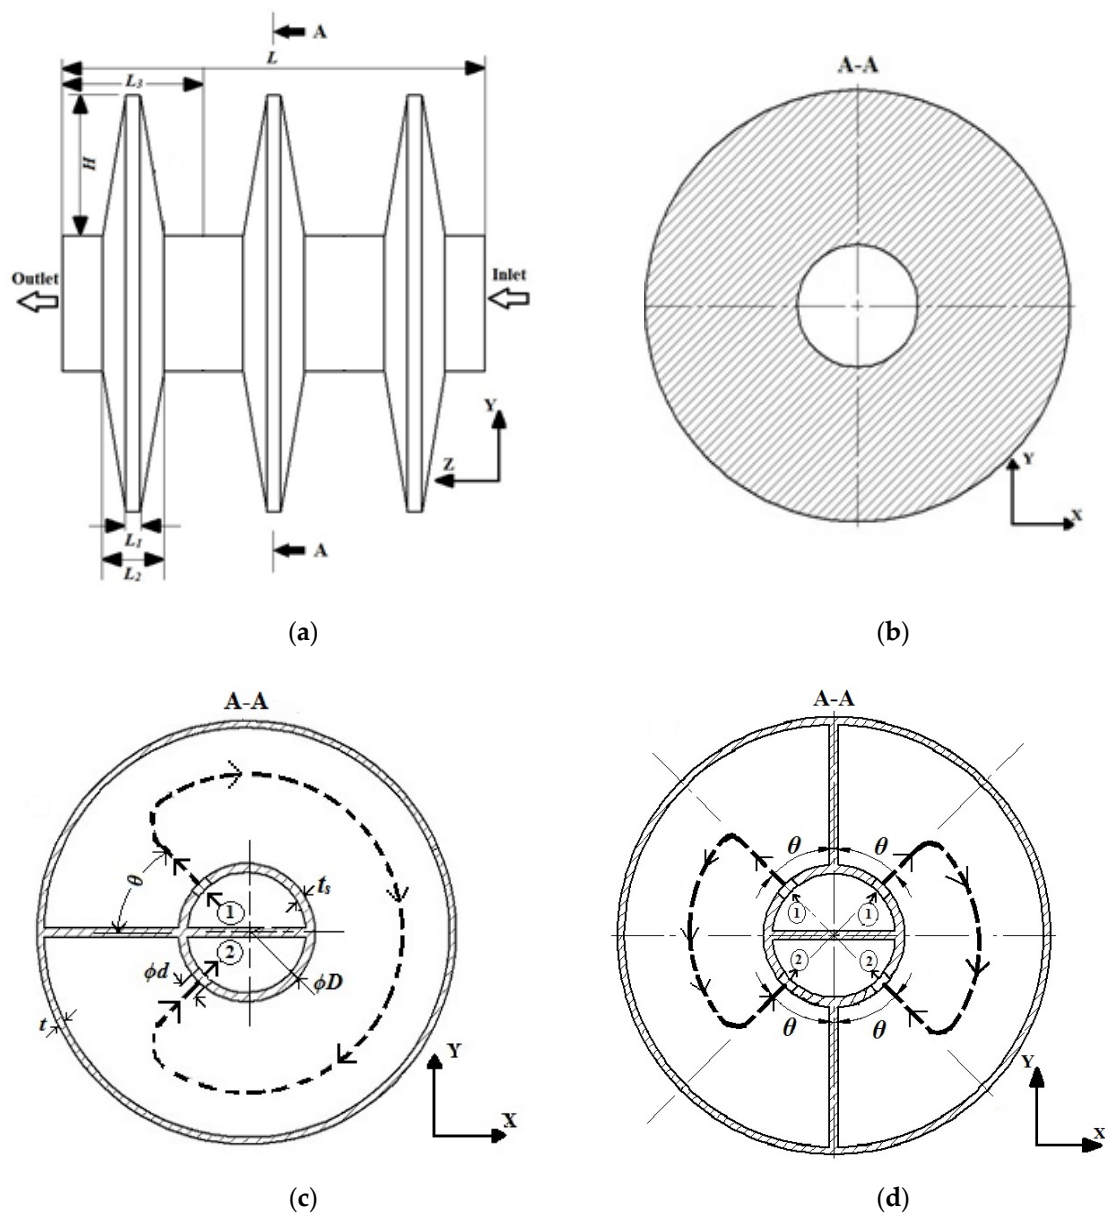 A
L
L3
H
Outlet
Inlet
Y
Z
L1
L2
A
(a)
A-A
Y
X
(b)
A-A
θ
ts
1
2
ϕd
ϕD
t
Y
X
(c)
A-A
θ θ
1 1
2 2
θ θ
Y
X
(d)